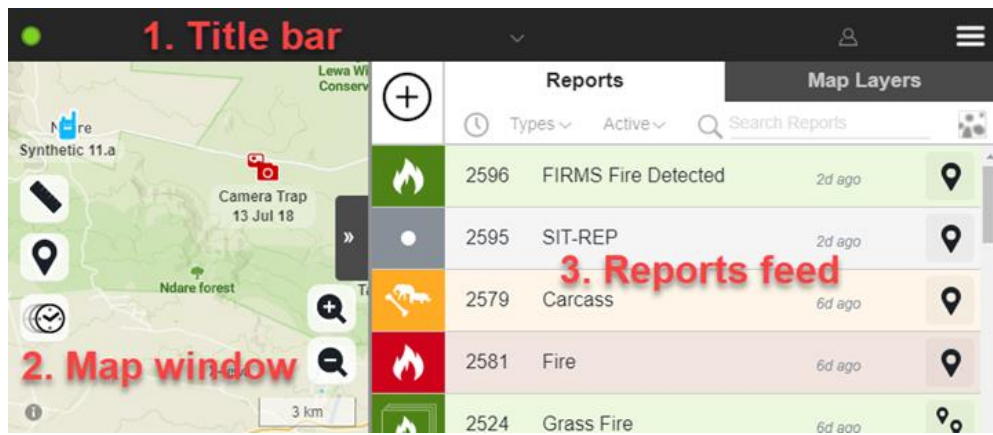 1. Title bar
Lewa Wi
Conserv
Synthetic 11.a
Camera Trap
13 Jul 18
Ndare forest
2. Map window
3 km
Reports
Map Layers
Types
Active
Search Reports
2596 FIRMS Fire Detected 2d ago
2595 SIT-REP 2d ago
3. Reports feed
2579 Carcass 6d ago
2581 Fire 6d ago
2524 Grass Fire 6d ago